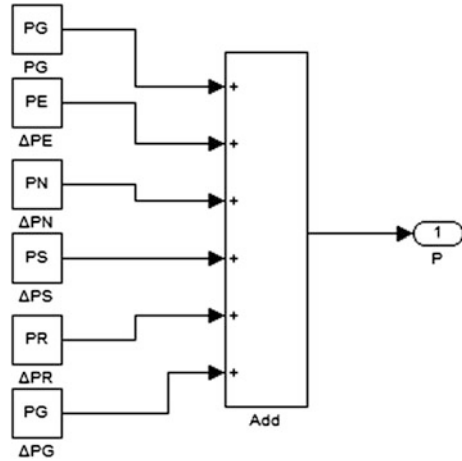 PG
PG
PE
ΔPE
PN
ΔPN
PS
ΔPS
PR
ΔPR
PG
ΔPG
+
+
+
+
+
+
Add
1
P